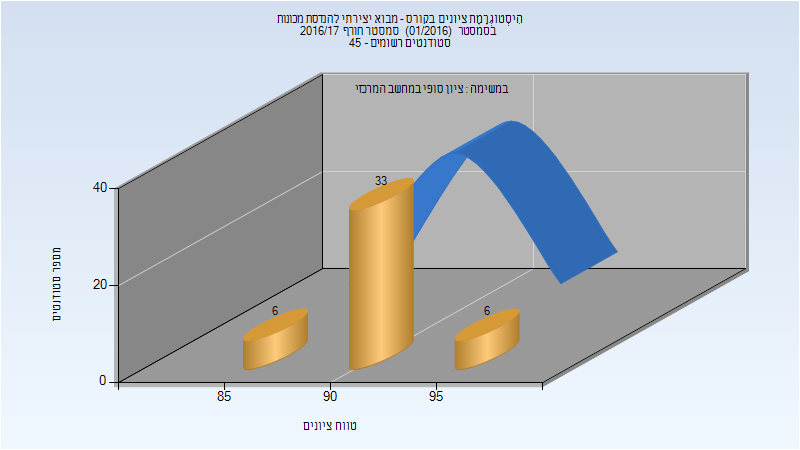 היסטוגרמת ציונים בקורס - מבוא יצירתי להנדסת מכונות
בסמסטר (01/2016) סמסטר חורף 2016/17
סטודנטים רשומים - 45
במשימה : ציון סופי במחשב המרכזי
33
40
מספר סטודנטים
20
6
6
0
85
90
95
טווח ציונים